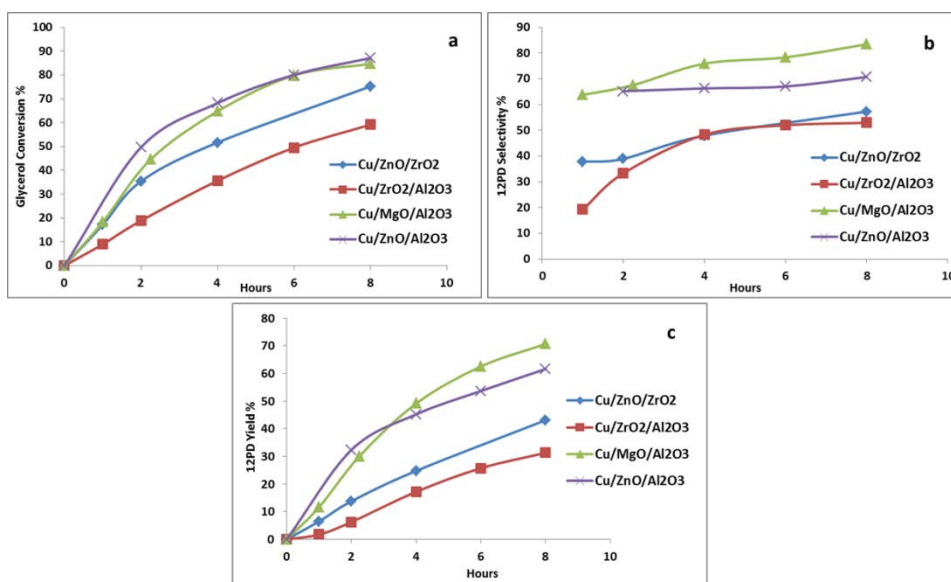 a
Glycerol Conversion %
100
90
80
70
60
50
40
30
20
10
0
0 2 4 6 8 10
Hours
Cu/ZnO/ZrO2
Cu/ZrO2/Al2O3
Cu/MgO/Al2O3
Cu/ZnO/Al2O3
b
12PD Selectivity %
90
80
70
60
50
40
30
20
10
0
0 2 4 6 8 10
Hours
Cu/ZnO/ZrO2
Cu/ZrO2/Al2O3
Cu/MgO/Al2O3
Cu/ZnO/Al2O3
c
12PD Yield %
80
70
60
50
40
30
20
10
0
0 2 4 6 8 10
Hours
Cu/ZnO/ZrO2
Cu/ZrO2/Al2O3
Cu/MgO/Al2O3
Cu/ZnO/Al2O3